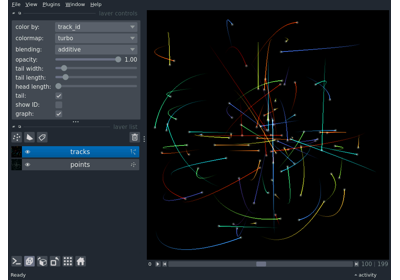 File View Plugins Window Help
layer controls
color by: track_id
colormap: turbo
blending: additive
opacity: 1.00
tail width:
tail length:
head length:
tail:
show ID:
graph:
layer list
tracks
points
0
100 | 199
Ready
activity